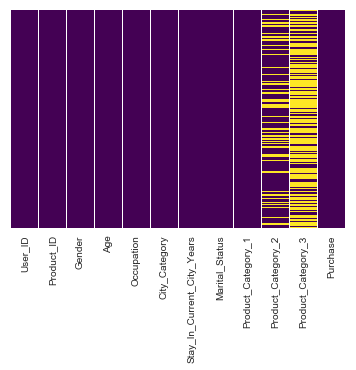 User_ID
Product_ID
Gender
Age
Occupation
City_Category
Stay_In_Current_City_Years
Marital_Status
Product_Category_1
Product_Category_2
Product_Category_3
Purchase